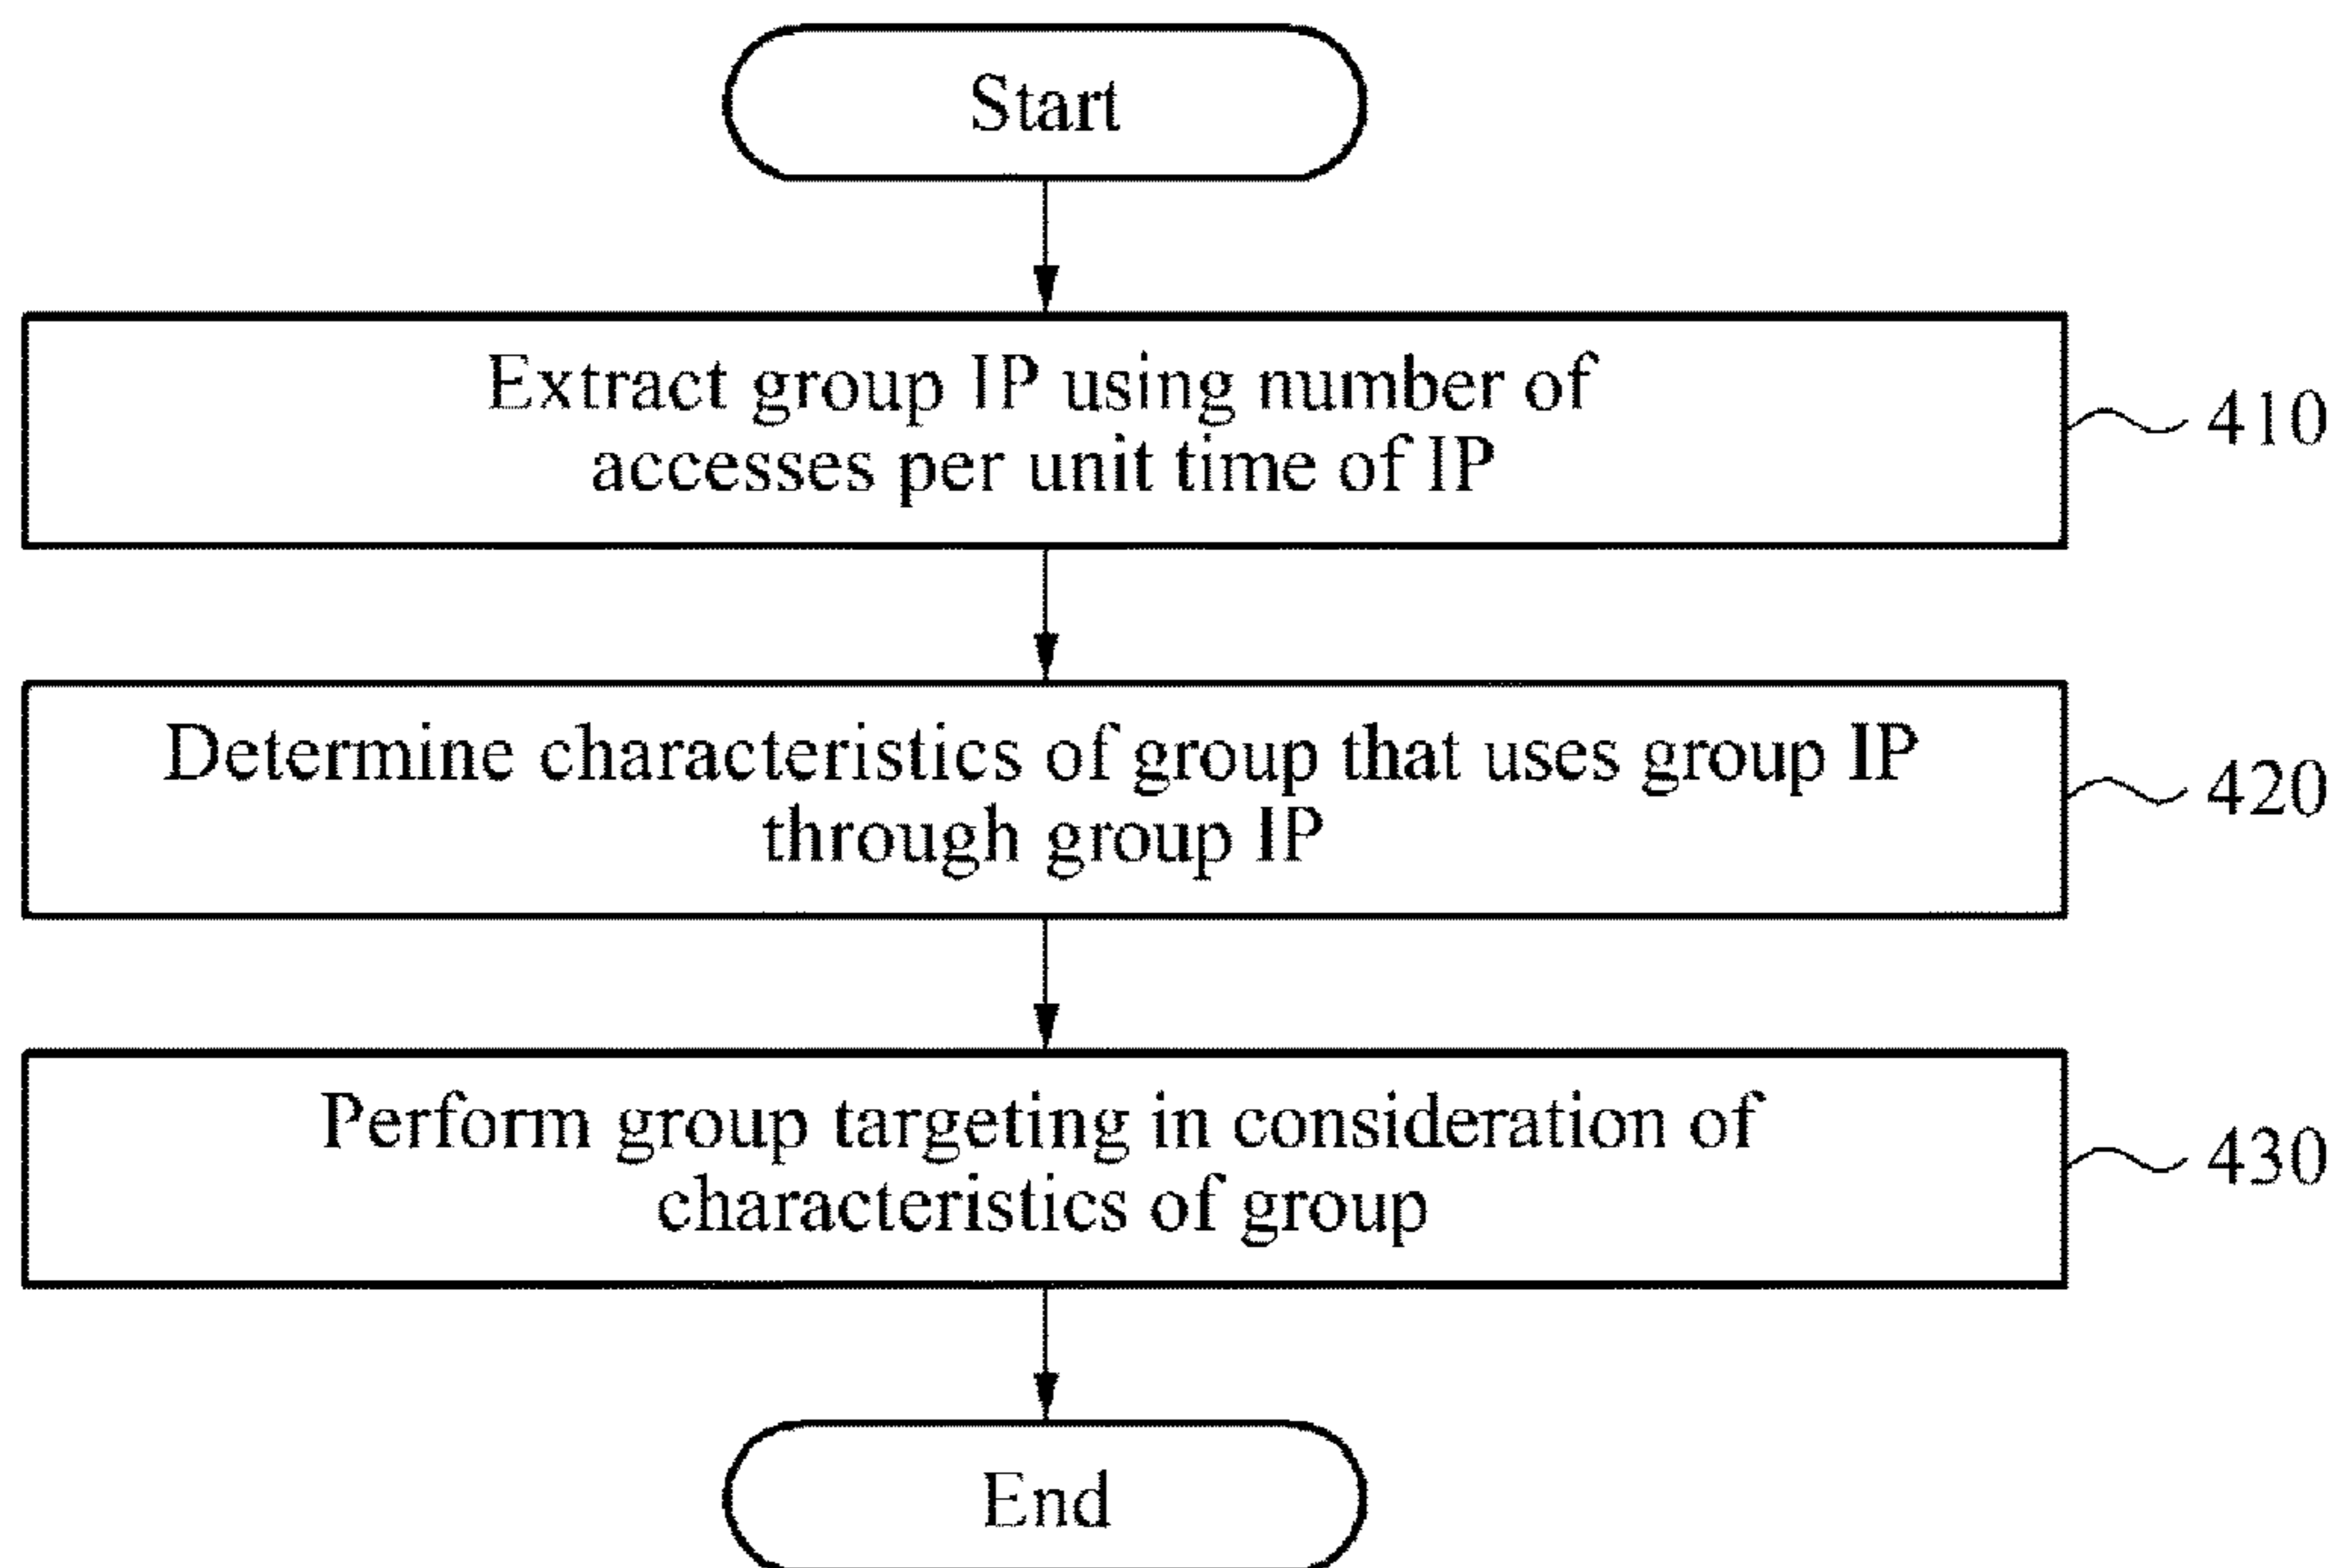 Start
Extract group IP using number of
accesses per unit time of IP
410
Determine characteristics of group that uses group IP
through group IP
420
Perform group targeting in consideration of
characteristics of group
430
End